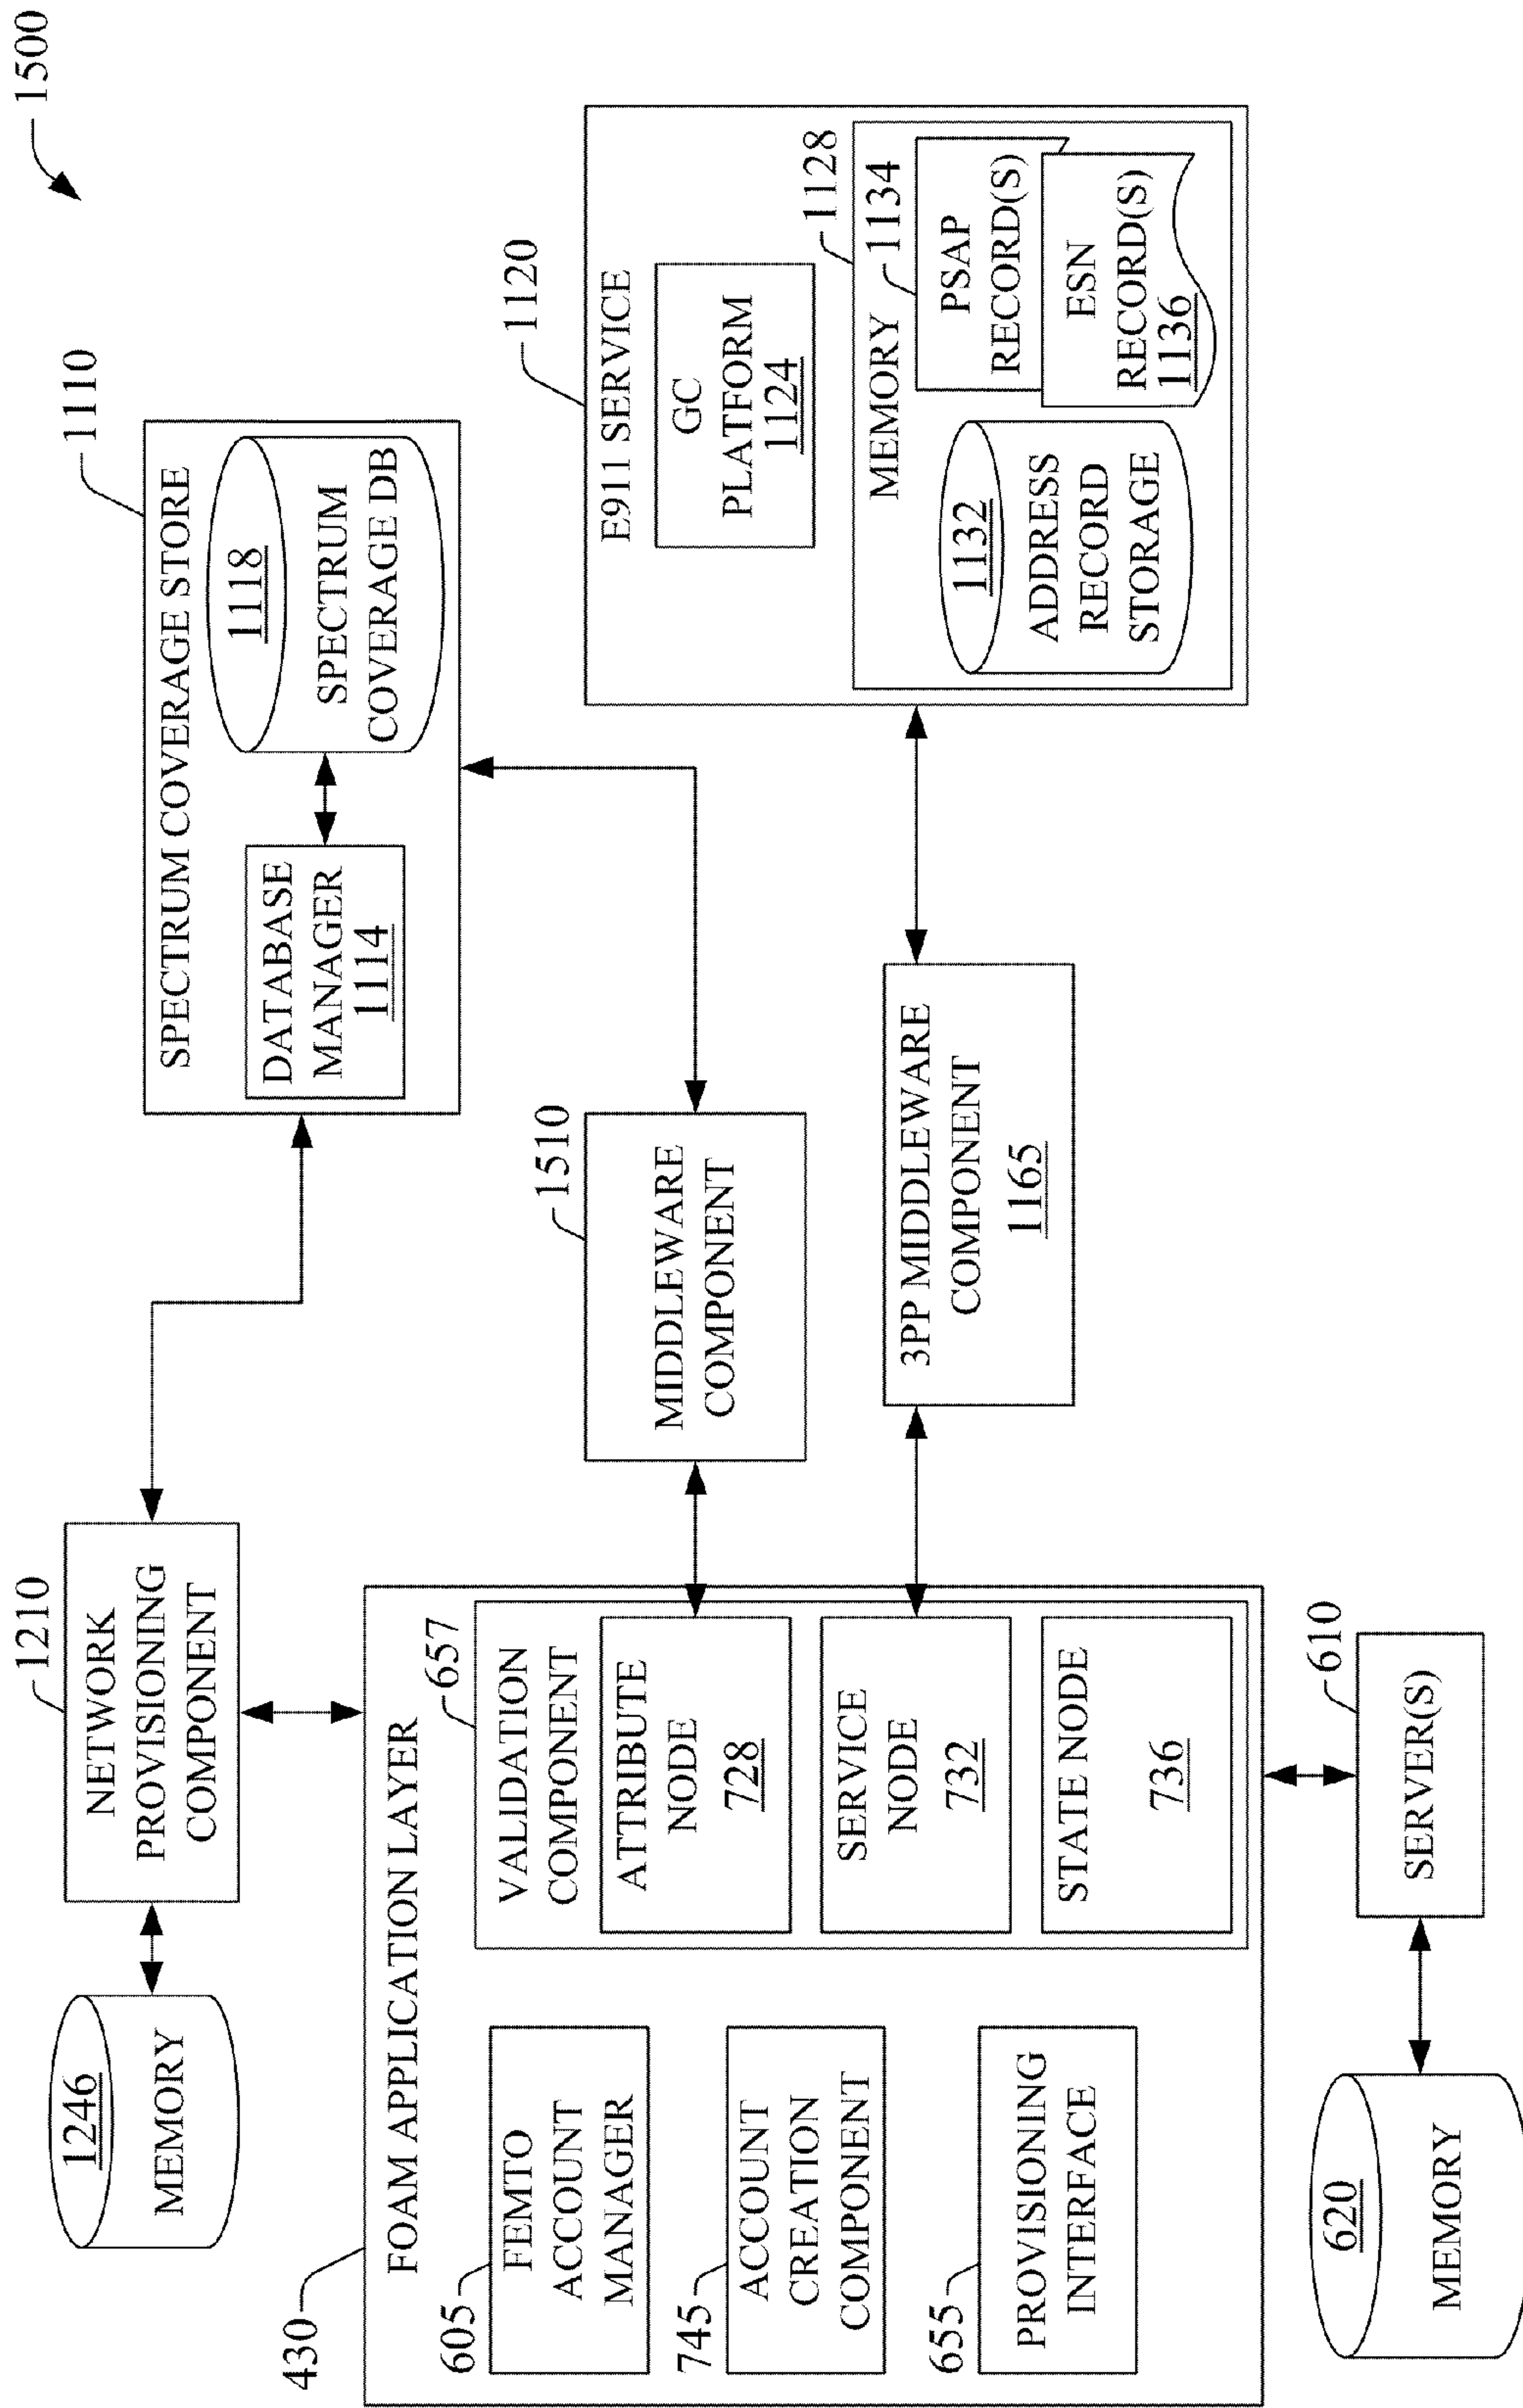 1500
1246
MEMORY
1210
NETWORK
PROVISIONING
COMPONENT
1110
SPECTRUM COVERAGE STORE
DATABASE
MANAGER
1114
1118
SPECTRUM
COVERAGE DB
430
FOAM APPLICATION LAYER
605
FEMTO
ACCOUNT
MANAGER
745
ACCOUNT
CREATION
COMPONENT
655
PROVISIONING
INTERFACE
657
VALIDATION
COMPONENT
ATTRIBUTE
NODE
728
SERVICE
NODE
732
STATE NODE
736
1510
MIDDLEWARE
COMPONENT
3PP MIDDLEWARE
COMPONENT
1165
1120
E911 SERVICE
GC
PLATFORM
1124
1128
MEMORY
1134
1132
ADDRESS
RECORD
STORAGE
PSAP
RECORD(S)
ESN
RECORD(S)
1136
620
MEMORY
610
SERVER(S)